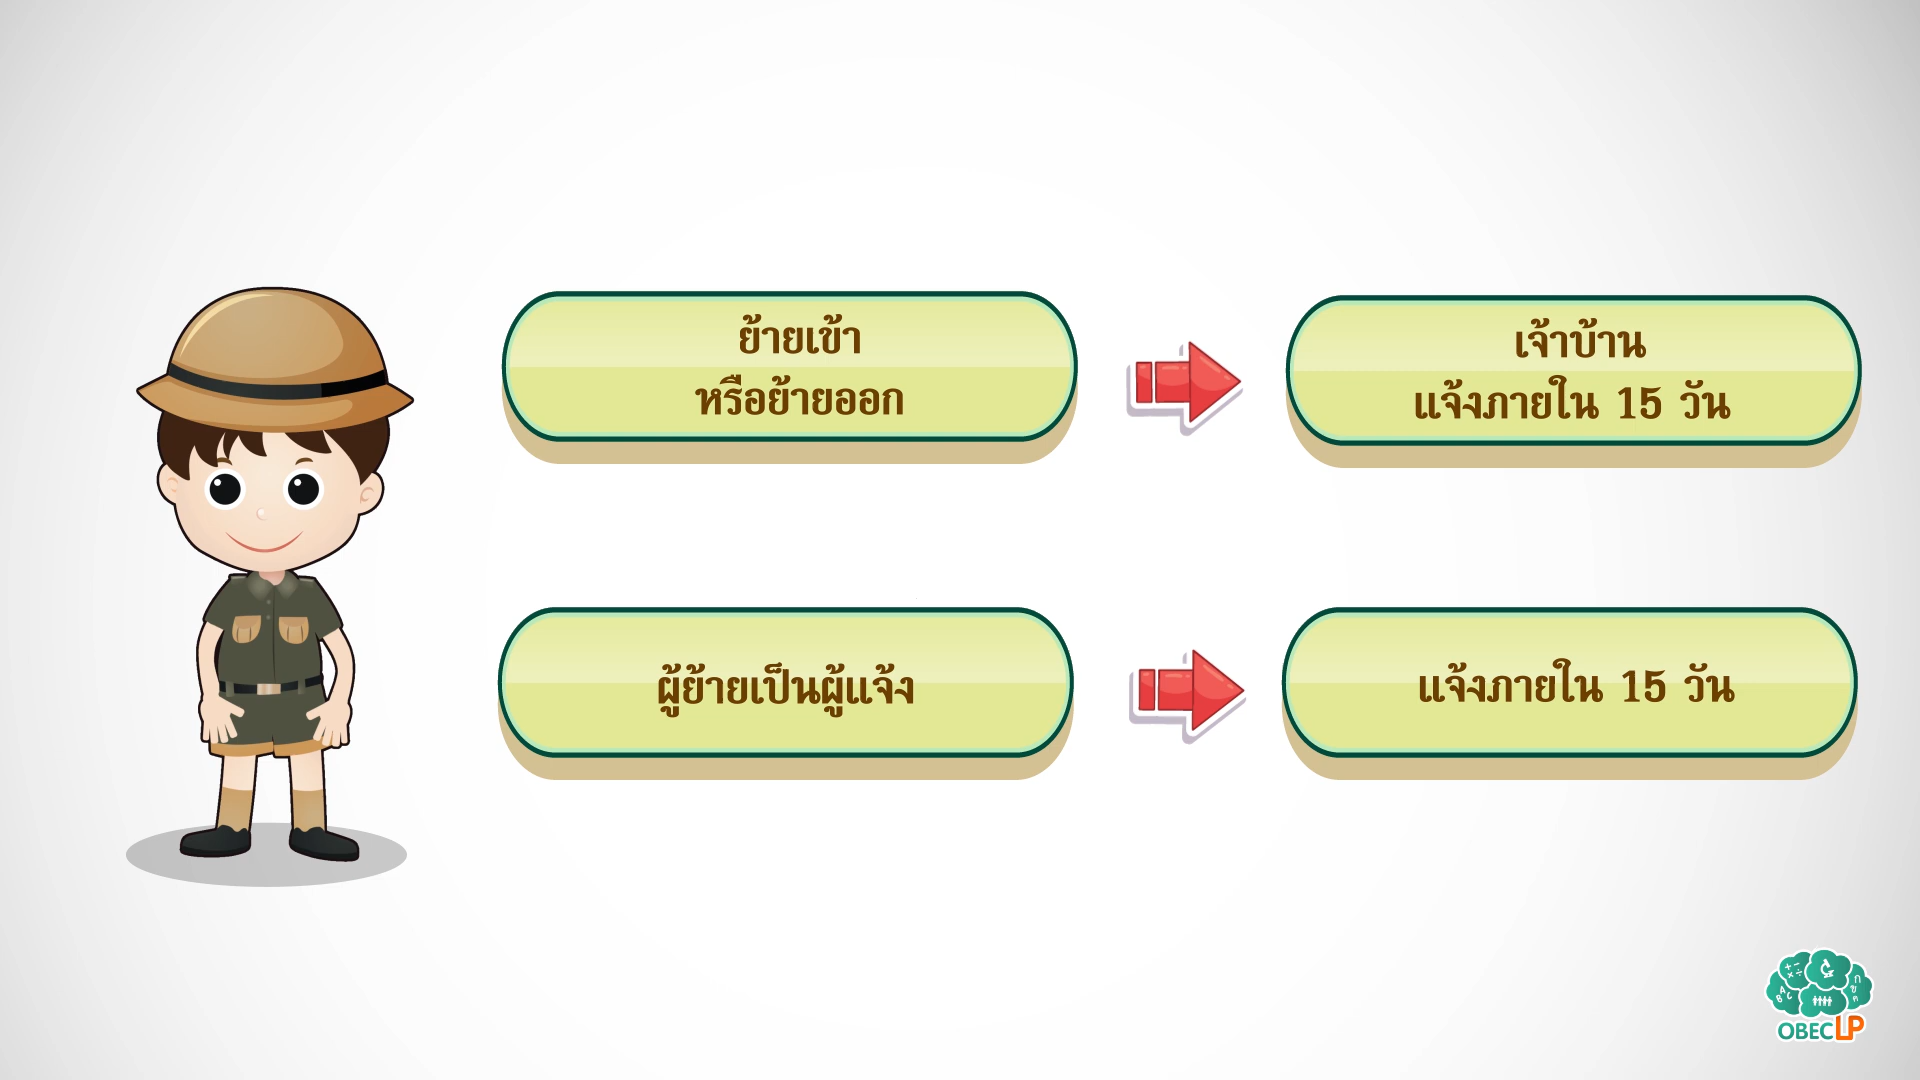 ย้ายเข้า
หรือย้ายออก
เจ้าบ้าน
แจ้งภายใน 15 วัน
ผู้ย้ายเป็นผู้แจ้ง
แจ้งภายใน 15 วัน
OBECLP